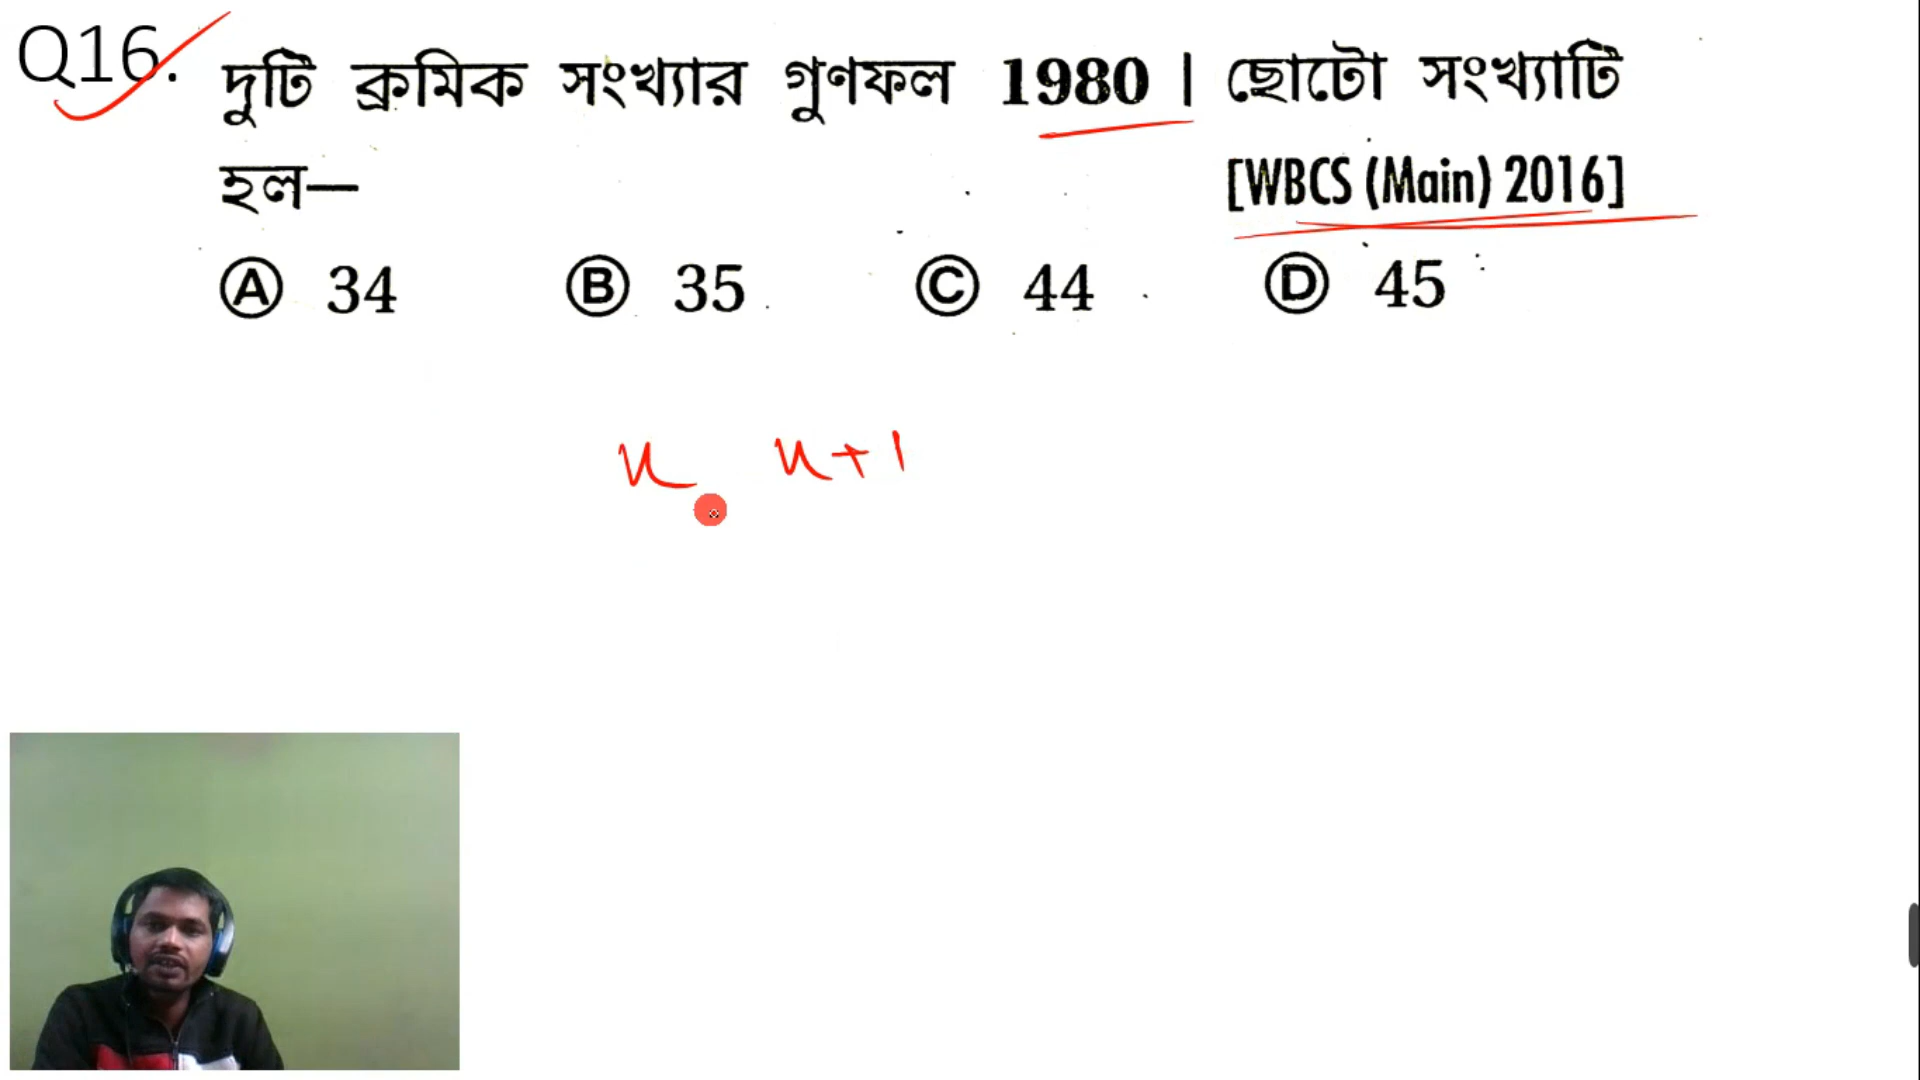 Q16.
দুটি ক্রমিক সংখ্যার গুণফল 1980 । ছোটো সংখ্যাটি
হল— [WBCS (Main) 2016]
Ⓐ 34 Ⓑ 35 Ⓒ 44 Ⓓ 45
x x+1